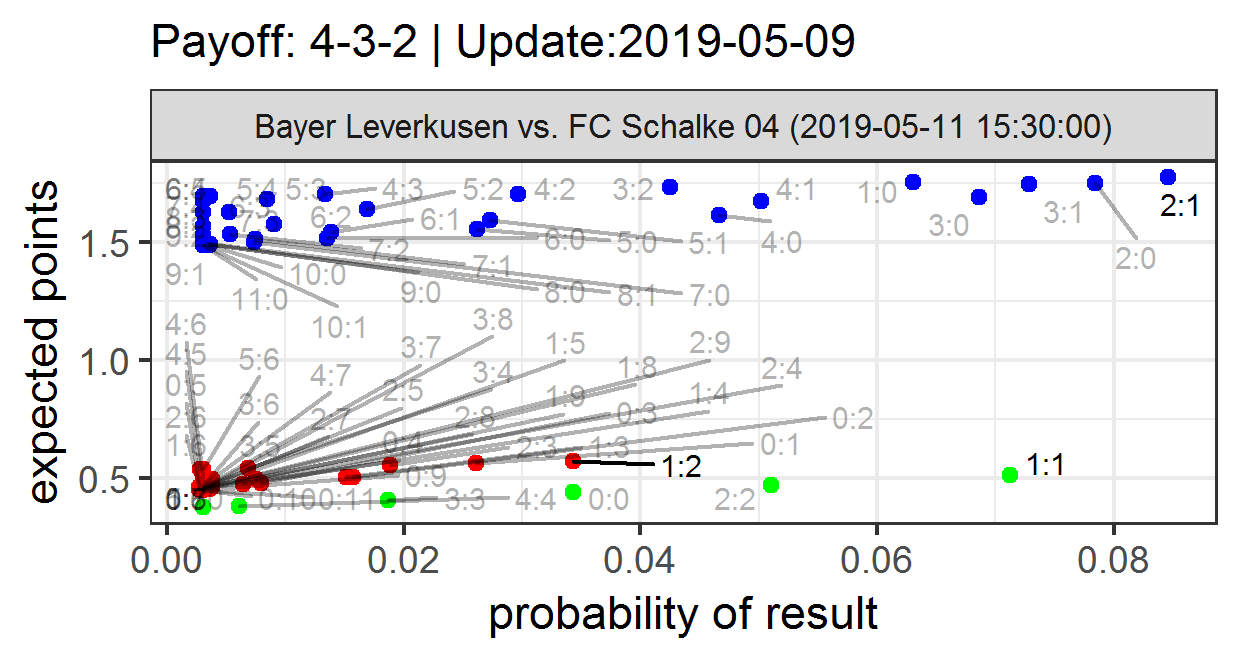 Payoff: 4-3-2 | Update:2019-05-09
Bayer Leverkusen vs. FC Schalke 04 (2019-05-11 15:30:00)
expected points
1.5
1.0
0.5
5:4 5:3 4:3 5:2 4:2 3:2 4:1 1:0 2:1
6:2 6:1 3:0 3:1
7:2 6:0 5:0 5:1 4:0 2:0
9:1 10:0 7:1
11:0 9:0 8:0 8:1 7:0
10:1 3:8
4:6
4:5 5:6 3:7 1:5 2:9
0:5 4:7 2:5 3:4 1:8 2:4
2:6 3:6 2:7 2:8 1:9 0:3 1:4 0:2
1:6 3:5 0:4 2:3 1:3 0:1
0:9 1:2 1:1
3:3 4:4 0:0 2:2
0.00 0.02 0.04 0.06 0.08
probability of result